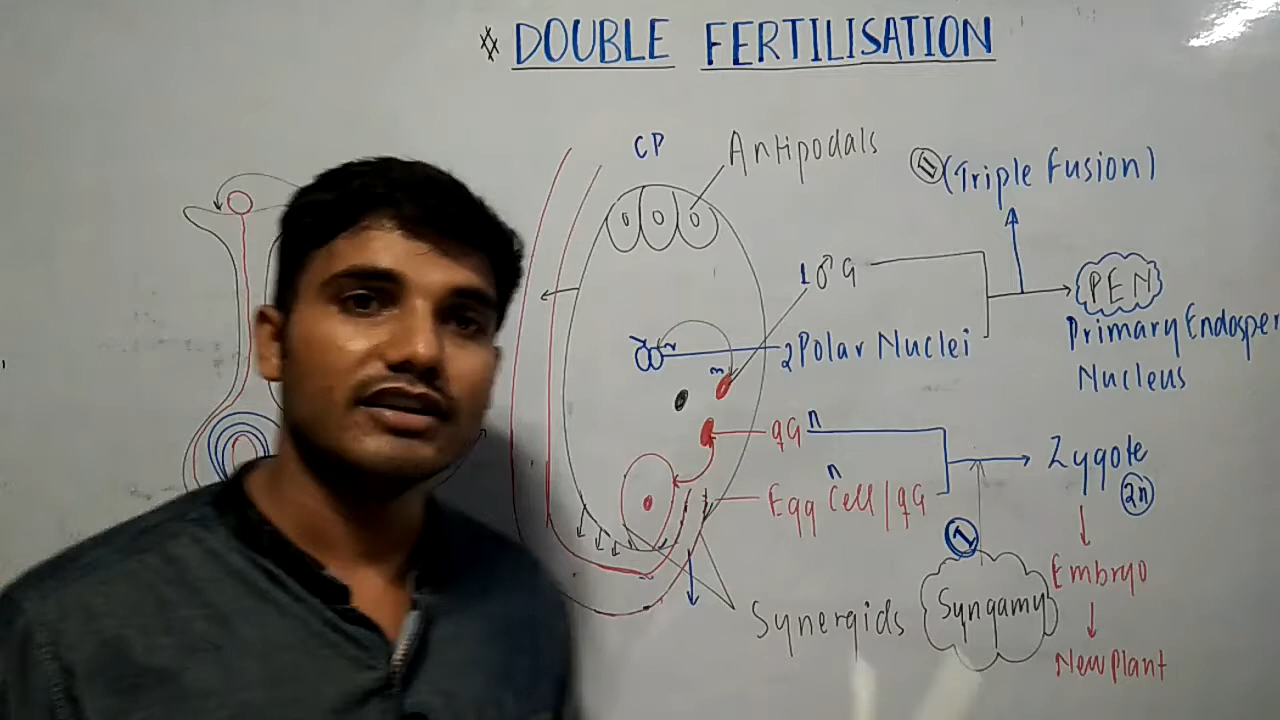 * DOUBLE FERTILISATION
CP
Antipodals
(Triple Fusion)
1♂G
PEN
Primary Endosper
Nucleus
2 Polar Nuclei
n
n
Egg Cell/
Zygote
2n
1
Embryo
Syngamy
Synergids
New Plant